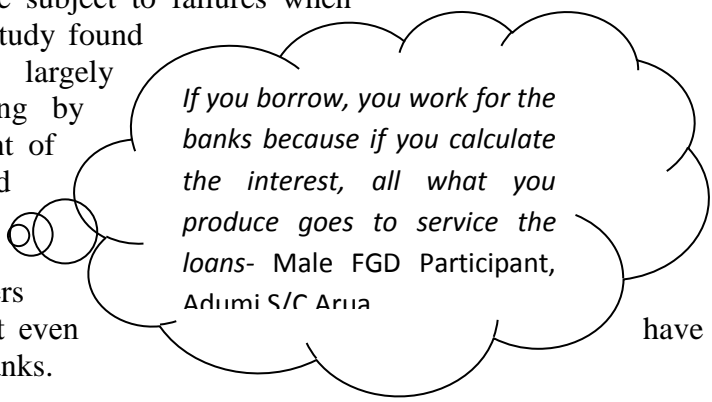 subject to failures when
tudy found
largely
ng by
nt of
rs
t even have
nks.
If you borrow, you work for the
banks because if you calculate
the interest, all what you
produce goes to service the
loans- Male FGD Participant,
Adumi S/C Arua